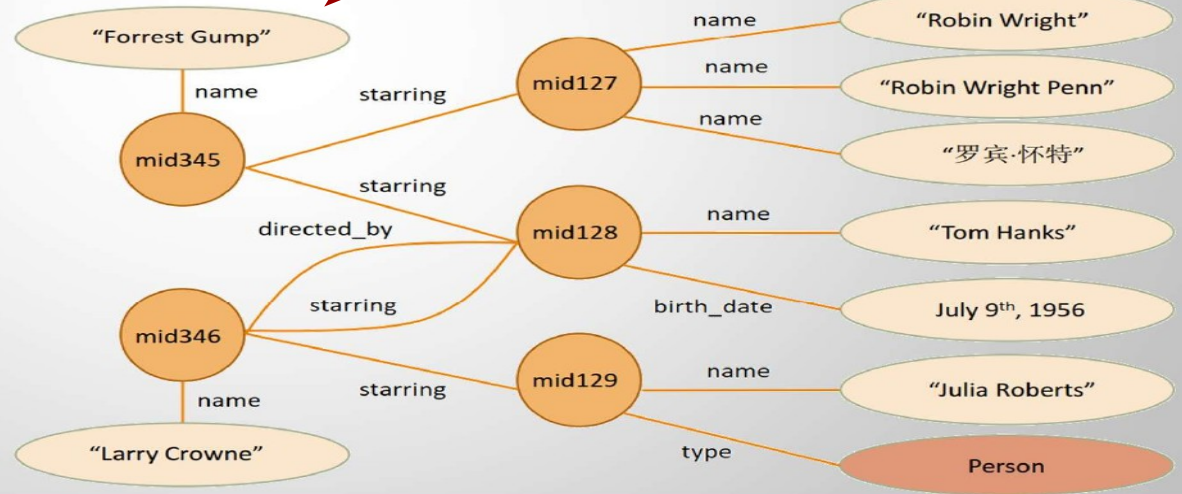 name
“Robin Wright”
“Forrest Gump”
name
“Robin Wright Penn”
mid127
name
starring
name
“罗宾·怀特”
mid345
starring
name
directed_by
mid128
“Tom Hanks”
starring
birth_date
July 9th, 1956
mid346
name
mid129
“Julia Roberts”
name
starring
“Larry Crowne”
type
Person